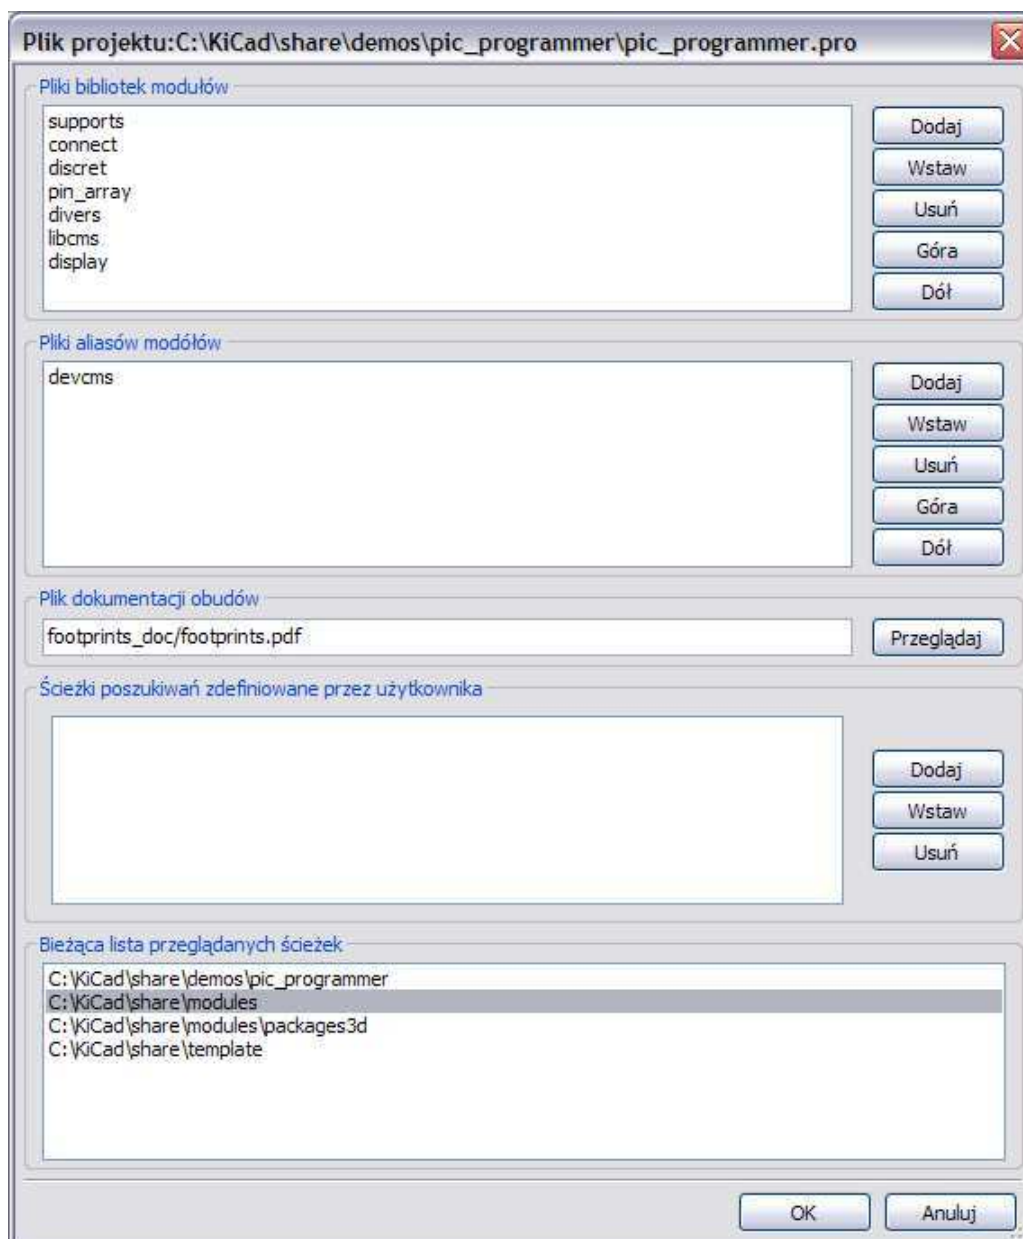 Plik projektu:C:\KiCad\share\demos\pic_programmer\pic_programmer.pro
Pliki bibliotek modułów
supports
connect
discret
pin_array
divers
libcms
display
Dodaj
Wstaw
Usuń
Góra
Dół
Pliki aliasów modółów
devcms
Dodaj
Wstaw
Usuń
Góra
Dół
Plik dokumentacji obudów
footprints_doc/footprints.pdf
Przeglądaj
Ścieżki poszukiwań zdefiniowane przez użytkownika
Dodaj
Wstaw
Usuń
Bieżąca lista przeglądanych ścieżek
C:\KiCad\share\demos\pic_programmer
C:\KiCad\share\modules
C:\KiCad\share\modules\packages3d
C:\KiCad\share\template
OK
Anuluj